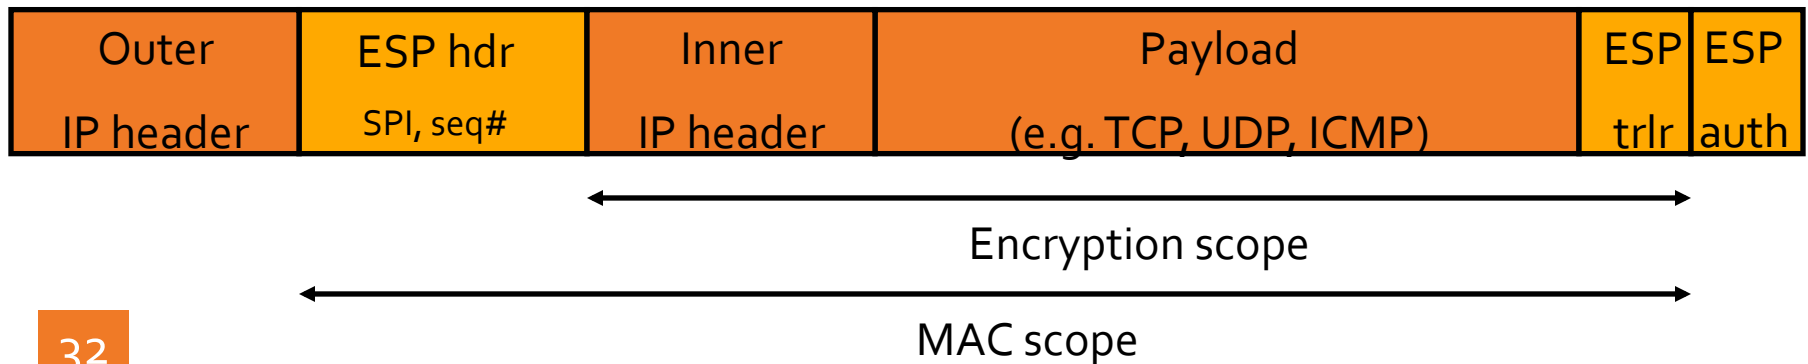 Outer
IP header
ESP hdr
SPI, seq#
Inner
IP header
Payload
(e.g. TCP, UDP, ICMP)
ESP
trlr
ESP
auth
Encryption scope
MAC scope
32